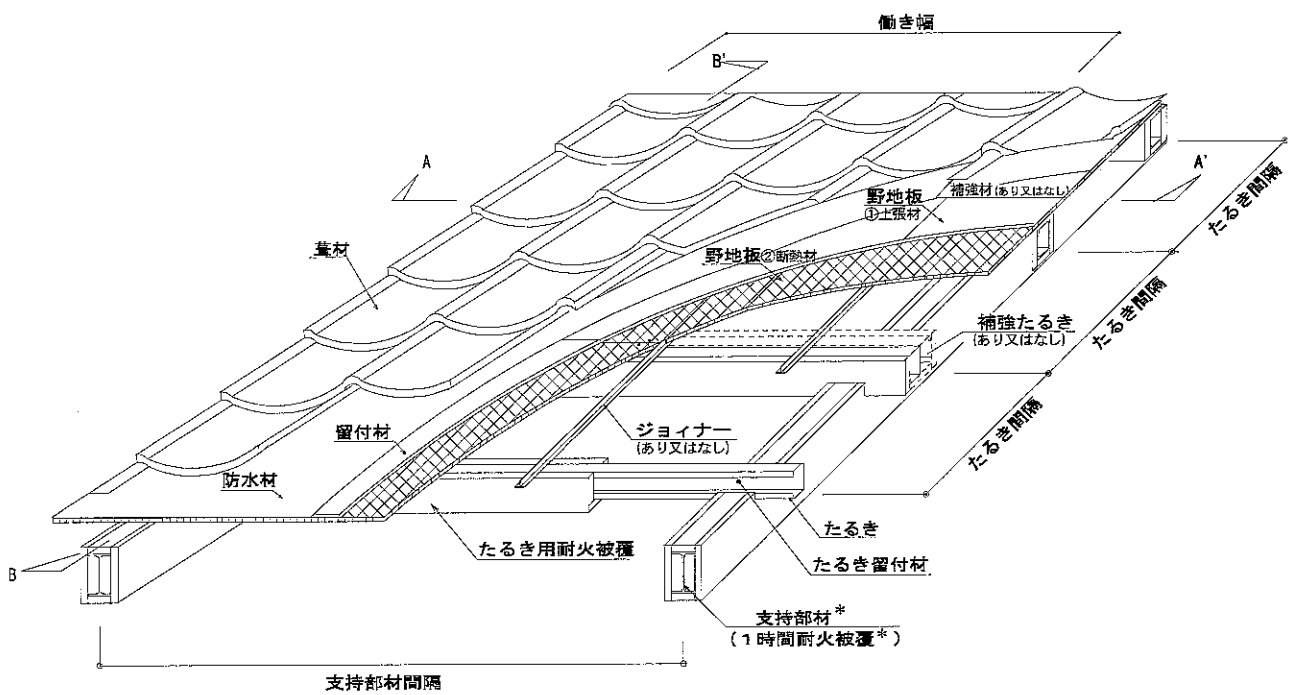 働き幅
B'
A
A'
野地板
①上張材
補強材(あり又はなし)
たるき間隔
葺材
野地板②断熱材
たるき間隔
補強たるき
(あり又はなし)
留付材
ジョイナー
(あり又はなし)
たるき間隔
防水材
たるき
たるき用耐火被覆
たるき留付材
B
支持部材*
(1時間耐火被覆*)
支持部材間隔